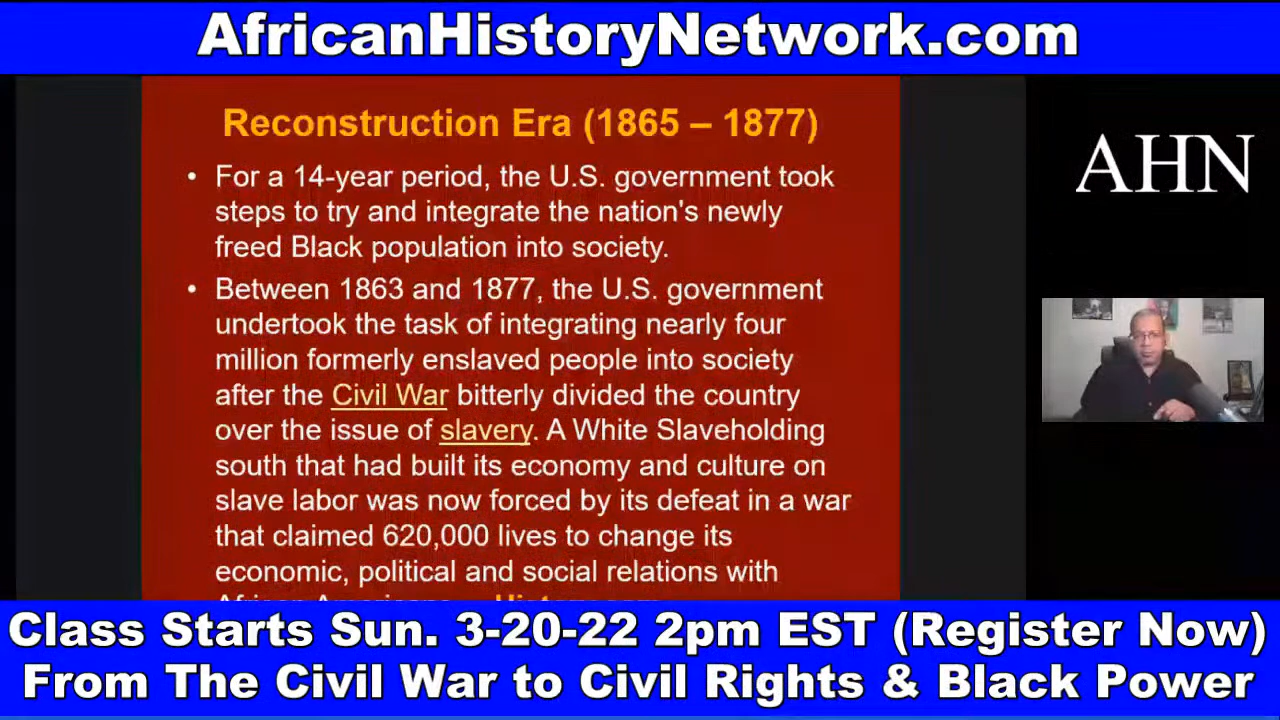 AfricanHistoryNetwork.com
Reconstruction Era (1865 – 1877)
• For a 14-year period, the U.S. government took
steps to try and integrate the nation's newly
freed Black population into society.
• Between 1863 and 1877, the U.S. government
undertook the task of integrating nearly four
million formerly enslaved people into society
after the Civil War bitterly divided the country
over the issue of slavery. A White Slaveholding
south that had built its economy and culture on
slave labor was now forced by its defeat in a war
that claimed 620,000 lives to change its
economic, political and social relations with
AHN
Class Starts Sun. 3-20-22 2pm EST (Register Now)
From The Civil War to Civil Rights & Black Power